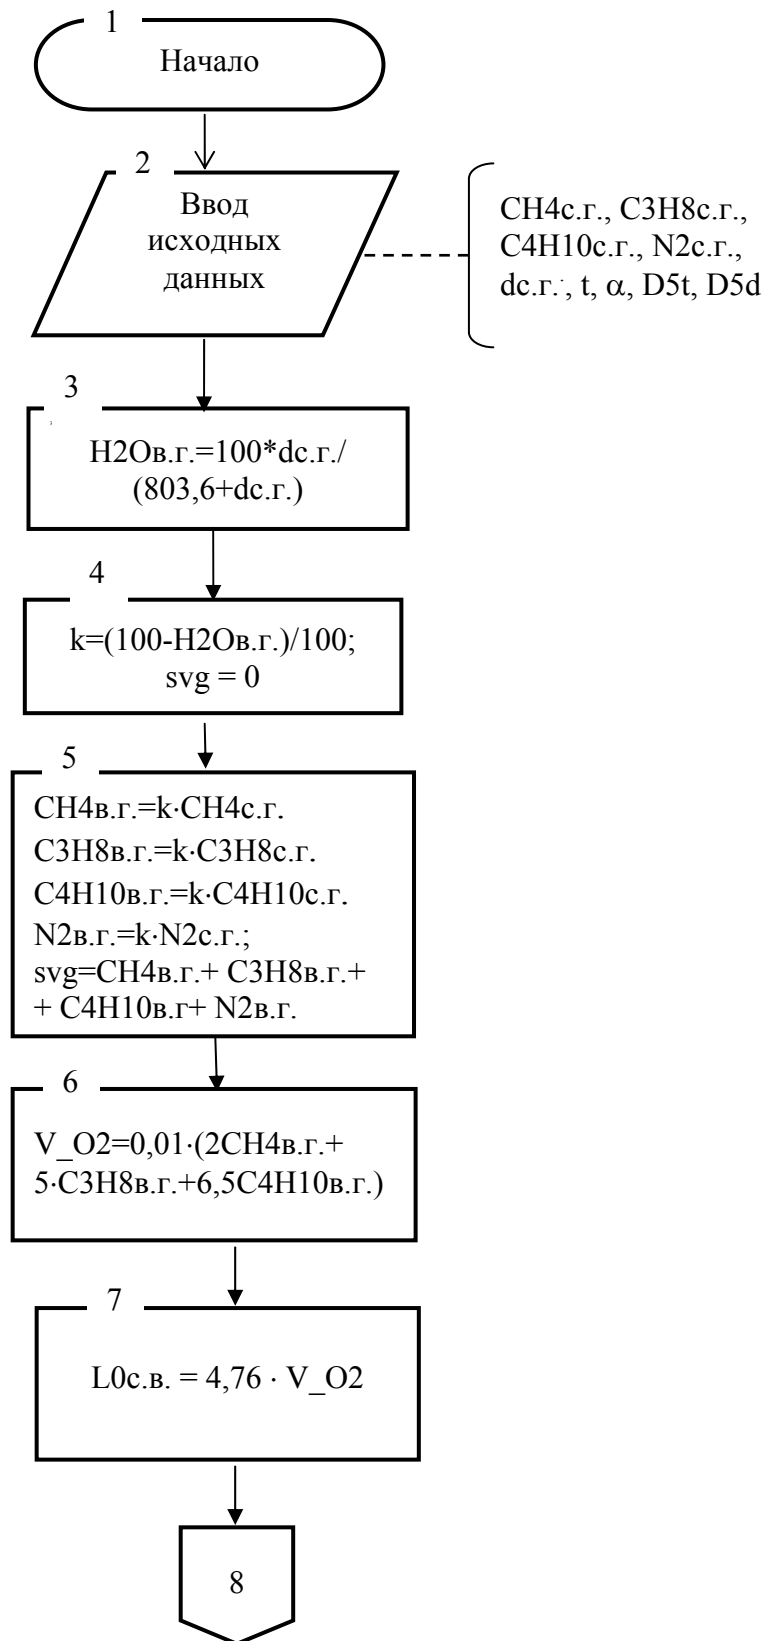 1
Начало
2
Ввод
исходных
данных
CH4с.г., C3H8с.г.,
C4H10с.г., N2с.г.,
dс.г., t, α, D5t, D5d
3
H2Oв.г.=100*dс.г./
(803,6+dс.г.)
4
k=(100-H2Oв.г.)/100;
svg = 0
5
CH4в.г.=k·CH4с.г.
C3H8в.г.=k·C3H8с.г.
C4H10в.г.=k·C4H10с.г.
N2в.г.=k·N2с.г.;
svg=CH4в.г.+ C3H8в.г.+
+ C4H10в.г+ N2в.г.
6
V_O2=0,01·(2CH4в.г.+
5·C3H8в.г.+6,5C4H10в.г.)
7
L0с.в. = 4,76 · V_O2
8